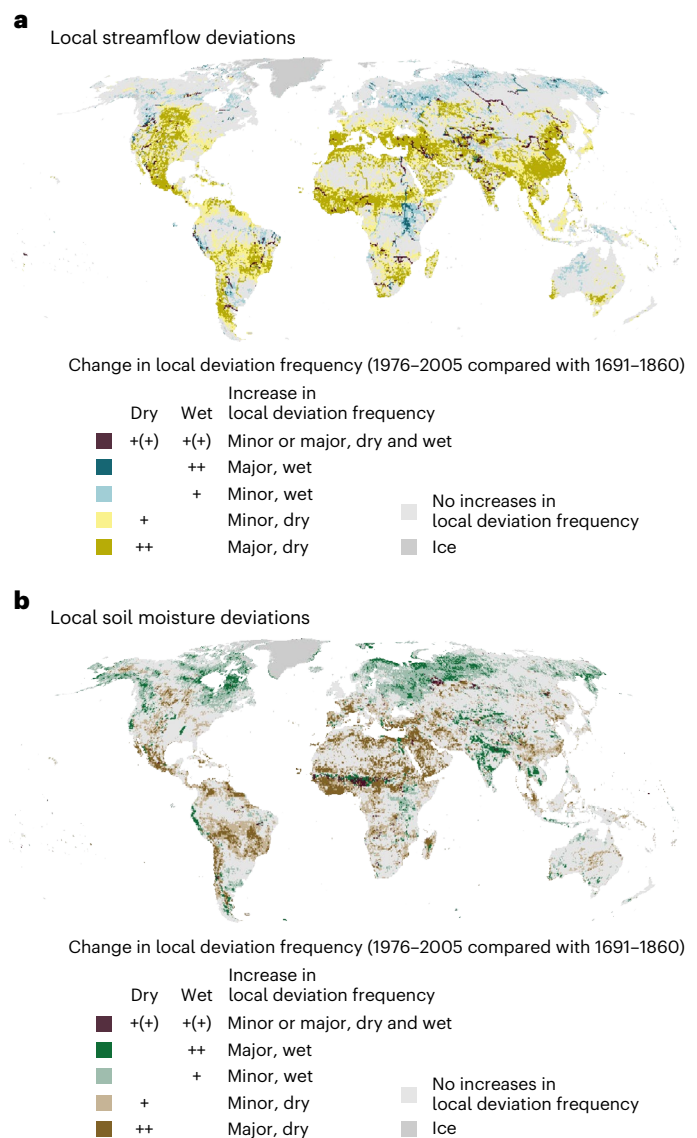 a
Local streamflow deviations
Change in local deviation frequency (1976–2005 compared with 1691–1860)
Increase in
Dry Wet local deviation frequency
+(+) +(+) Minor or major, dry and wet
++ Major, wet
+ Minor, wet
+ Minor, dry
++ Major, dry
No increases in
local deviation frequency
Ice
b
Local soil moisture deviations
Change in local deviation frequency (1976–2005 compared with 1691–1860)
Increase in
Dry Wet local deviation frequency
+(+) +(+) Minor or major, dry and wet
++ Major, wet
+ Minor, wet
+ Minor, dry
++ Major, dry
No increases in
local deviation frequency
Ice